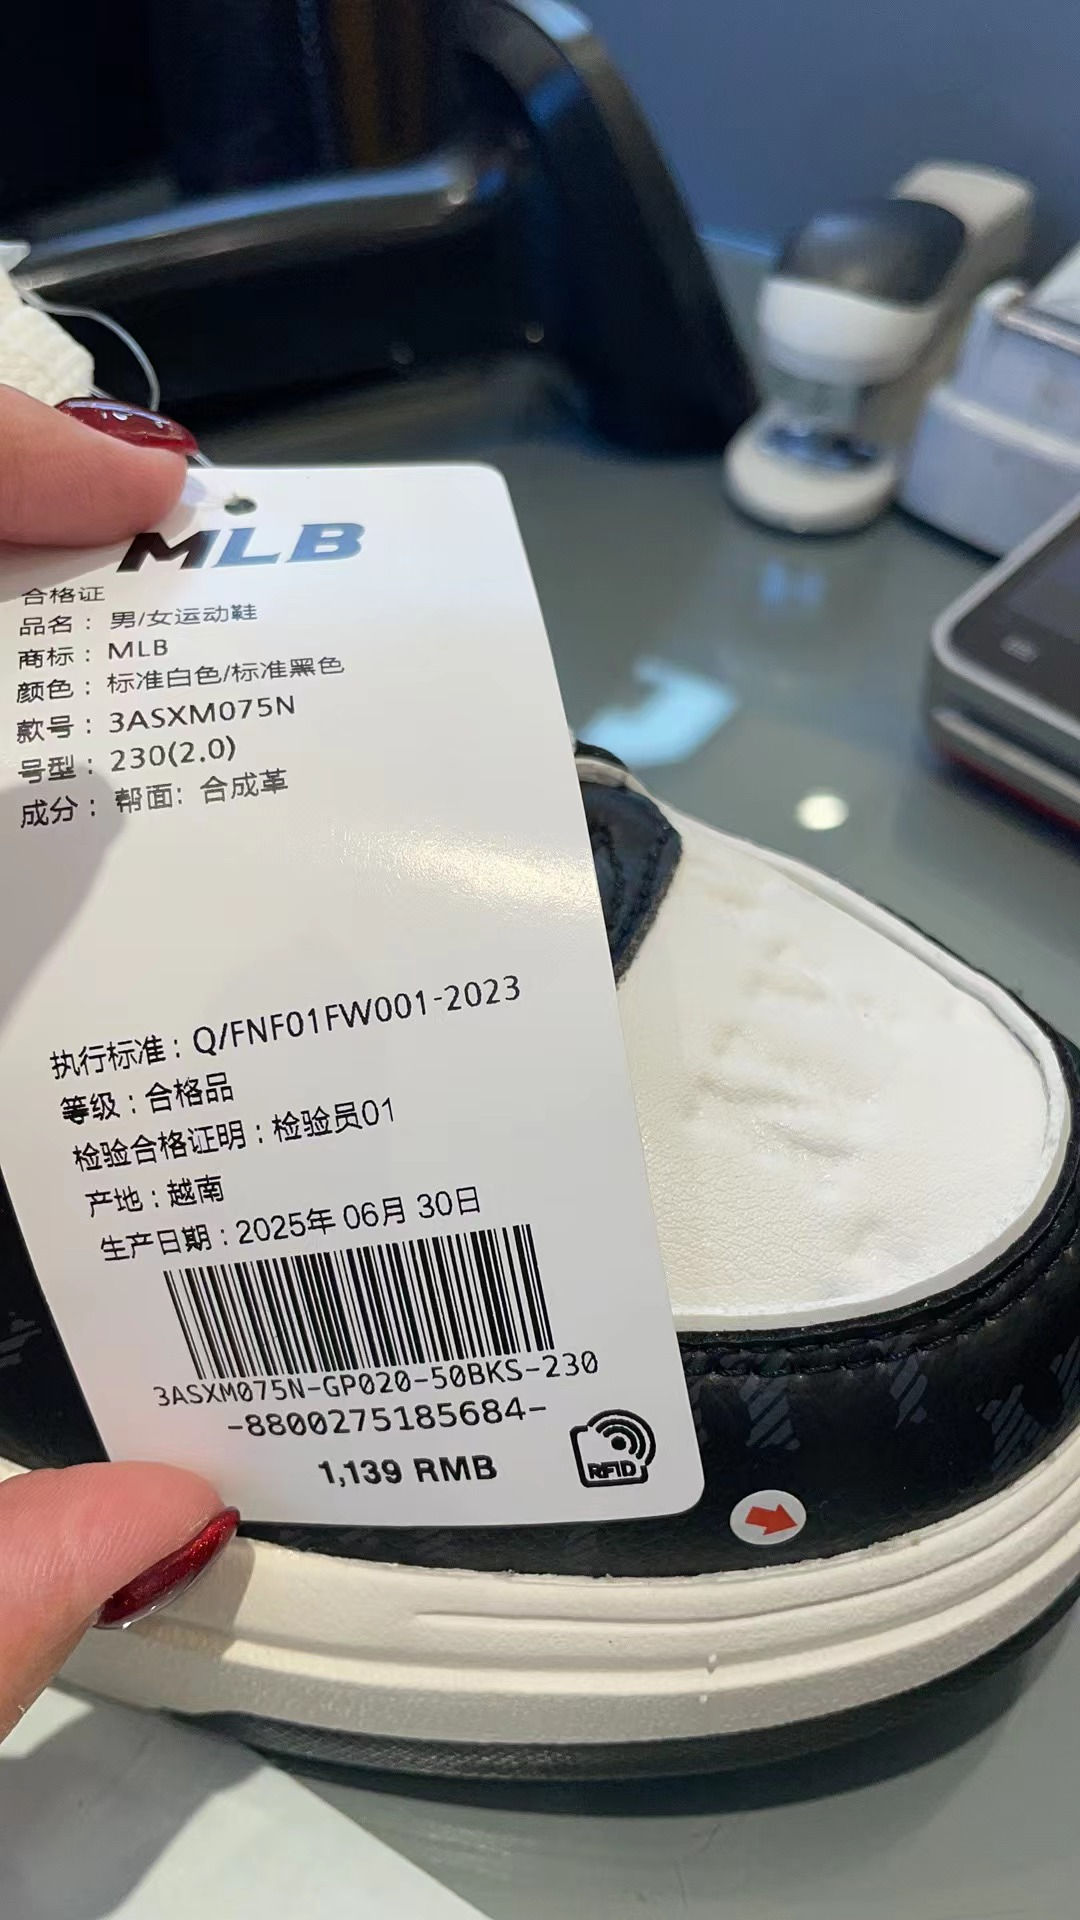 MLB
合格证
品名：男/女运动鞋
商标：MLB
颜色：标准白色/标准黑色
款号：3ASXM075N
号型：230(2.0)
成分：帮面：合成革
执行标准：Q/FNF01FW001-2023
等级：合格品
检验合格证明：检验员01
产地：越南
生产日期：2025年 06月 30日
3ASXM075N-GP020-50BKS-230
-8800275185684-
1,139 RMB
RFID